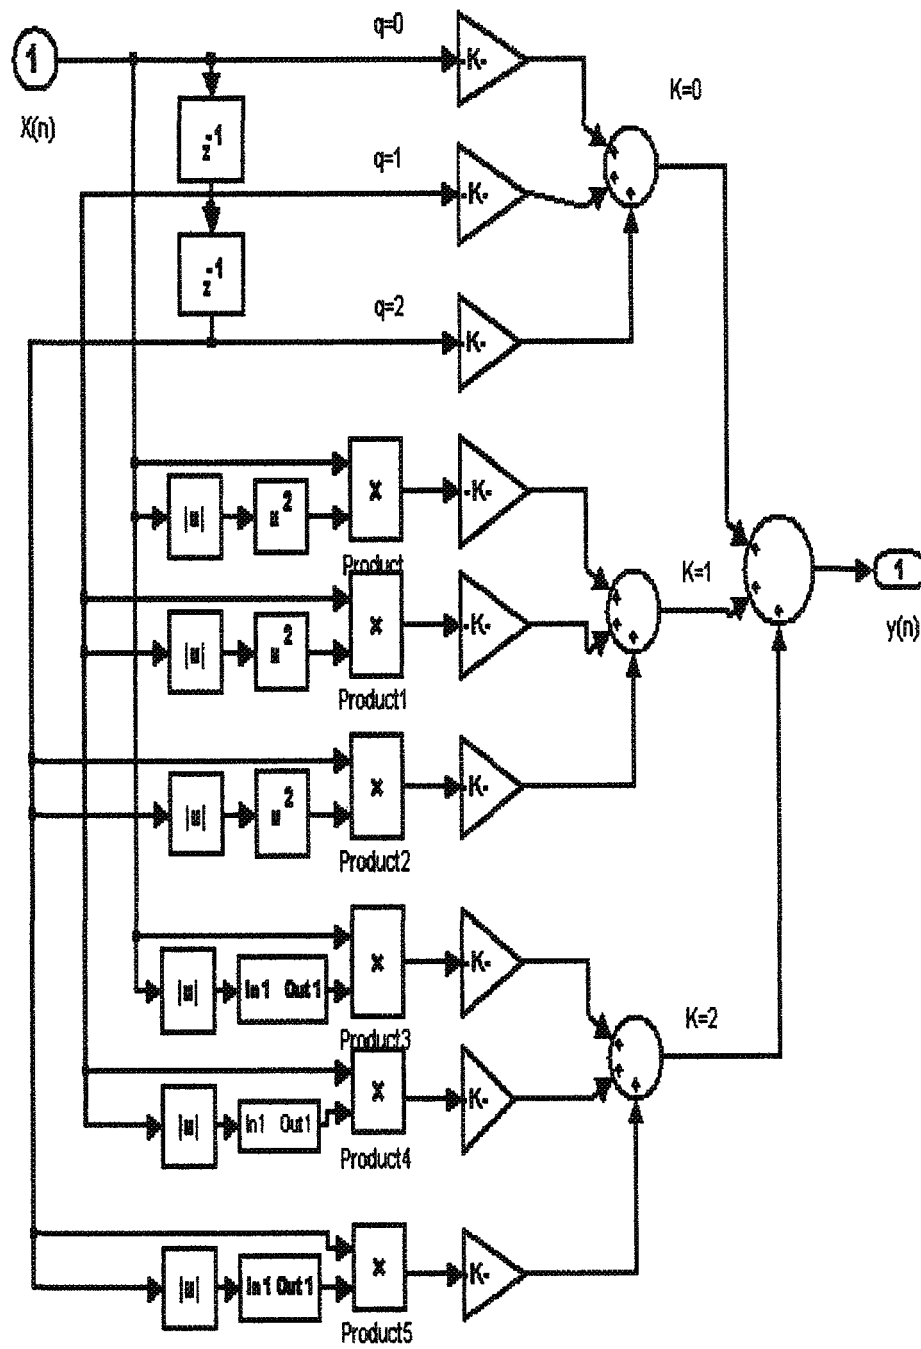 q=0
1
-K-
K=0
X(n)
z-1
q=1
-K-
z-1
q=2
-K-
|u|
u2
X
-K-
Product
K=1
1
|u|
u2
X
-K-
y(n)
Product1
|u|
u2
X
-K-
Product2
|u|
In1 Out1
X
-K-
K=2
Product3
|u|
In1 Out1
X
-K-
Product4
|u|
In1 Out1
X
-K-
Product5